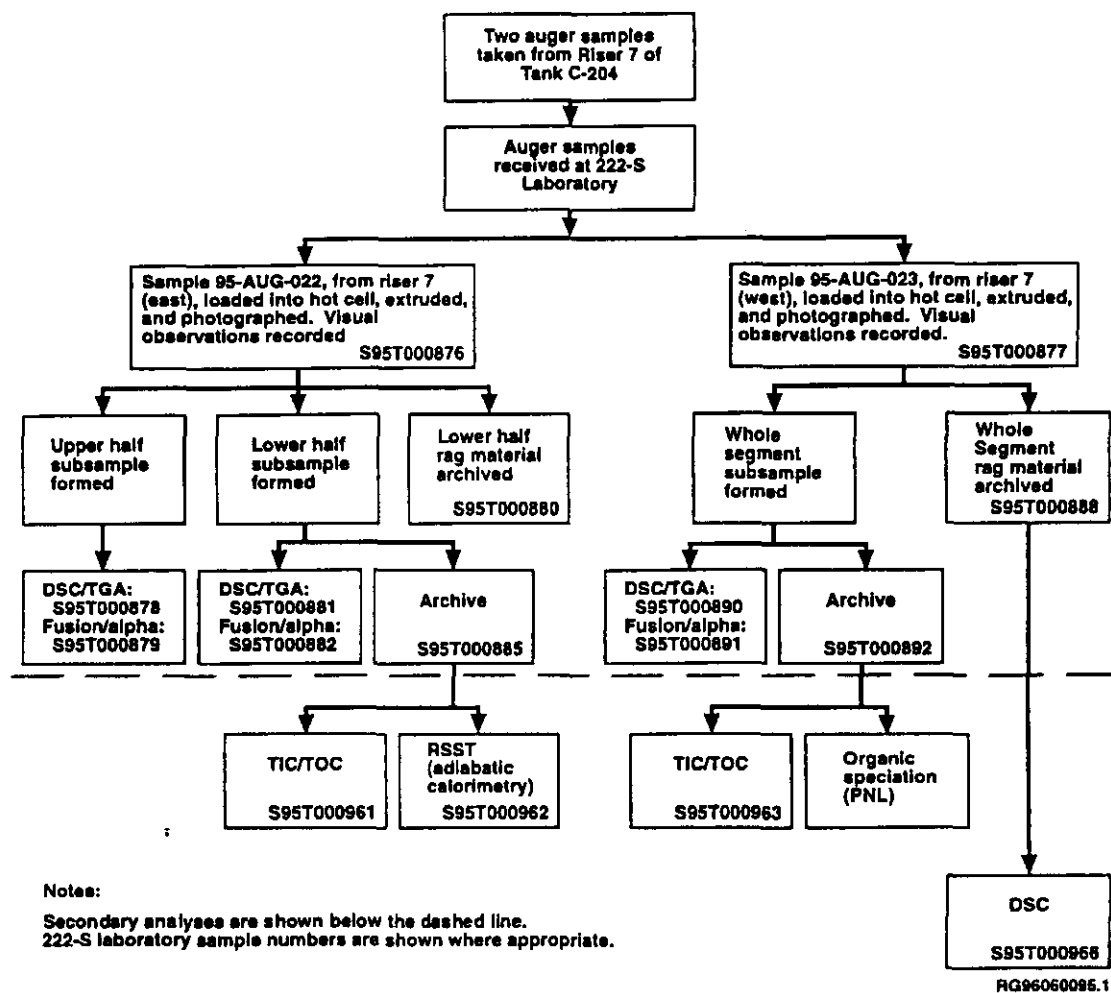 Two auger samples
taken from Riser 7 of
Tank C-204
Auger samples
received at 222-S
Laboratory
Sample 95-AUG-022, from riser 7
(east), loaded into hot cell, extruded,
and photographed. Visual
observations recorded
S95T000876
Sample 95-AUG-023, from riser 7
(west), loaded into hot cell, extruded,
and photographed. Visual
observations recorded.
S95T000877
Upper half
subsample
formed
Lower half
subsample
formed
Lower half
rag material
archived
S95T000880
Whole
segment
subsample
formed
Whole
Segment
rag material
archived
S95T000888
DSC/TGA:
S95T000878
Fusion/alpha:
S95T000879
DSC/TGA:
S95T000881
Fusion/alpha:
S95T000882
Archive
S95T000885
DSC/TGA:
S95T000890
Fusion/alpha:
S95T000891
Archive
S95T000892
TIC/TOC
S95T000961
RSST
(adiabatic
calorimetry)
S95T000962
TIC/TOC
S95T000963
Organic
speciation
(PNL)
DSC
S95T000966
Notes:
Secondary analyses are shown below the dashed line.
222-S laboratory sample numbers are shown where appropriate.
RG96060095.1